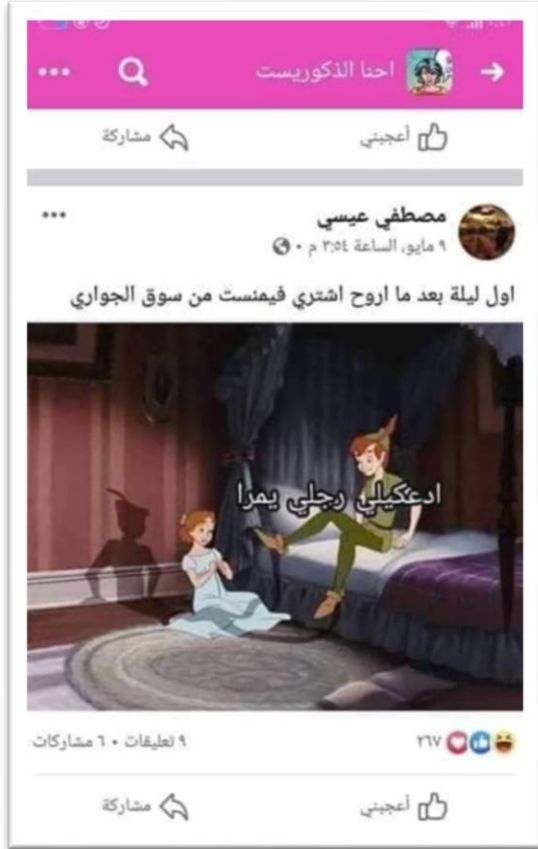 احنا الذكوريست
أعجبني
مشاركة
مصطفي عيسي
٩ مايو، الساعة ٣:٥٤ م •
اول ليلة بعد ما اروح اشتري فيمنست من سوق الجواري
ادعكيلي رجلي يمرا
٢٦٧
٩ تعليقات • ٦ مشاركات
أعجبني
مشاركة